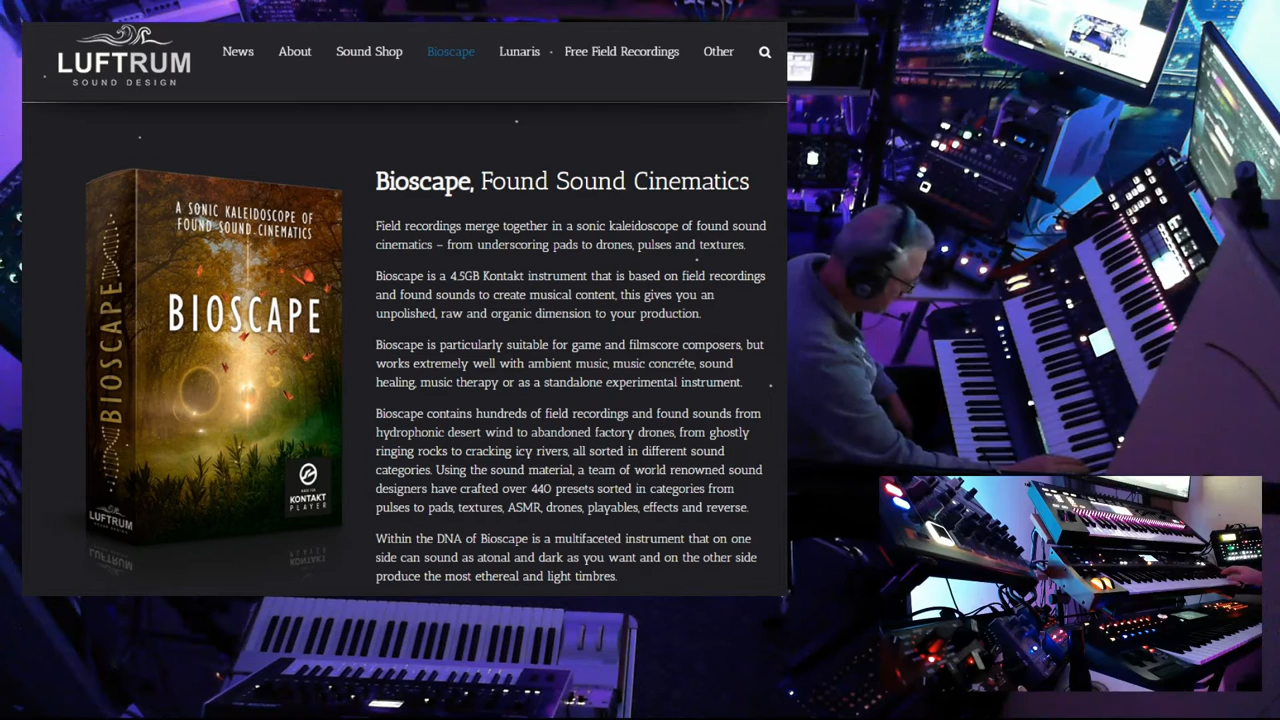 LUFTRUM
SOUND DESIGN
News About Sound Shop Bioscape Lunaris Free Field Recordings Other
A SONIC KALEIDOSCOPE OF
FOUND SOUND CINEMATICS
BIOSCAPE
BIOSCAPE
MADE FOR
KONTAKT
PLAYER
LUFTRUM
SOUND DESIGN
Bioscape, Found Sound Cinematics
Field recordings merge together in a sonic kaleidoscope of found sound
cinematics – from underscoring pads to drones, pulses and textures.
Bioscape is a 4.5GB Kontakt instrument that is based on field recordings
and found sounds to create musical content, this gives you an
unpolished, raw and organic dimension to your production.
Bioscape is particularly suitable for game and filmscore composers, but
works extremely well with ambient music, music concréte, sound
healing, music therapy or as a standalone experimental instrument.
Bioscape contains hundreds of field recordings and found sounds from
hydrophonic desert wind to abandoned factory drones, from ghostly
ringing rocks to cracking icy rivers, all sorted in different sound
categories. Using the sound material, a team of world renowned sound
designers have crafted over 440 presets sorted in categories from
pulses to pads, textures, ASMR, drones, playables, effects and reverse.
Within the DNA of Bioscape is a multifaceted instrument that on one
side can sound as atonal and dark as you want and on the other side
produce the most ethereal and light timbres.